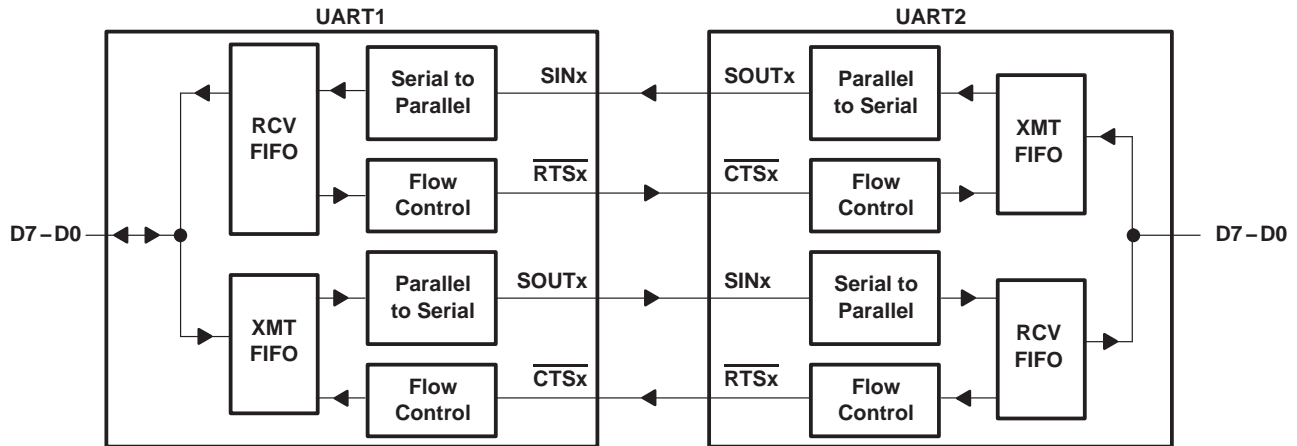 UART1
UART2
RCV
FIFO
Serial to
Parallel
SINx
SOUTx
Parallel
to Serial
XMT
FIFO
Flow
Control
RTSx
CTSx
Flow
Control
D7–D0
D7–D0
XMT
FIFO
Parallel
to Serial
SOUTx
SINx
Serial to
Parallel
RCV
FIFO
Flow
Control
CTSx
RTSx
Flow
Control